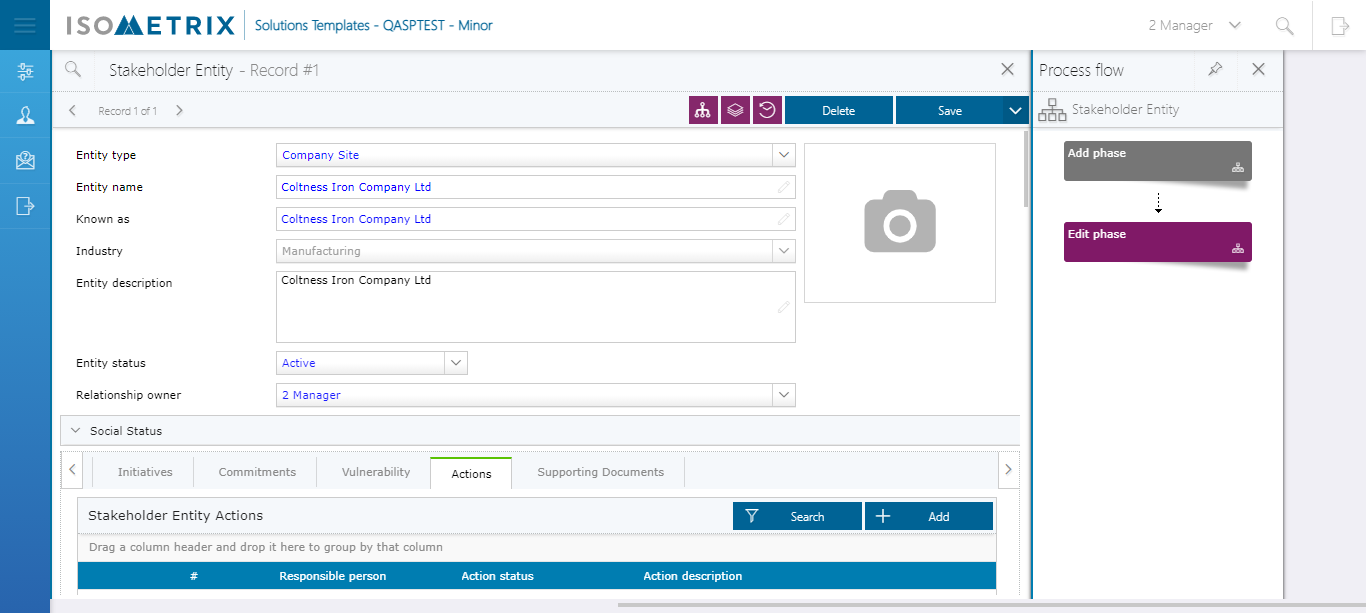 ISOMETRIX Solutions Templates - QASPTEST - Minor 2 Manager
Stakeholder Entity - Record #1
Process flow
Record 1 of 1 Delete Save
Stakeholder Entity
Entity type Company Site
Entity name Coltness Iron Company Ltd
Known as Coltness Iron Company Ltd
Industry Manufacturing
Entity description Coltness Iron Company Ltd
Entity status Active
Relationship owner 2 Manager
Add phase
Edit phase
Social Status
Initiatives Commitments Vulnerability Actions Supporting Documents
Stakeholder Entity Actions Search Add
Drag a column header and drop it here to group by that column
# Responsible person Action status Action description